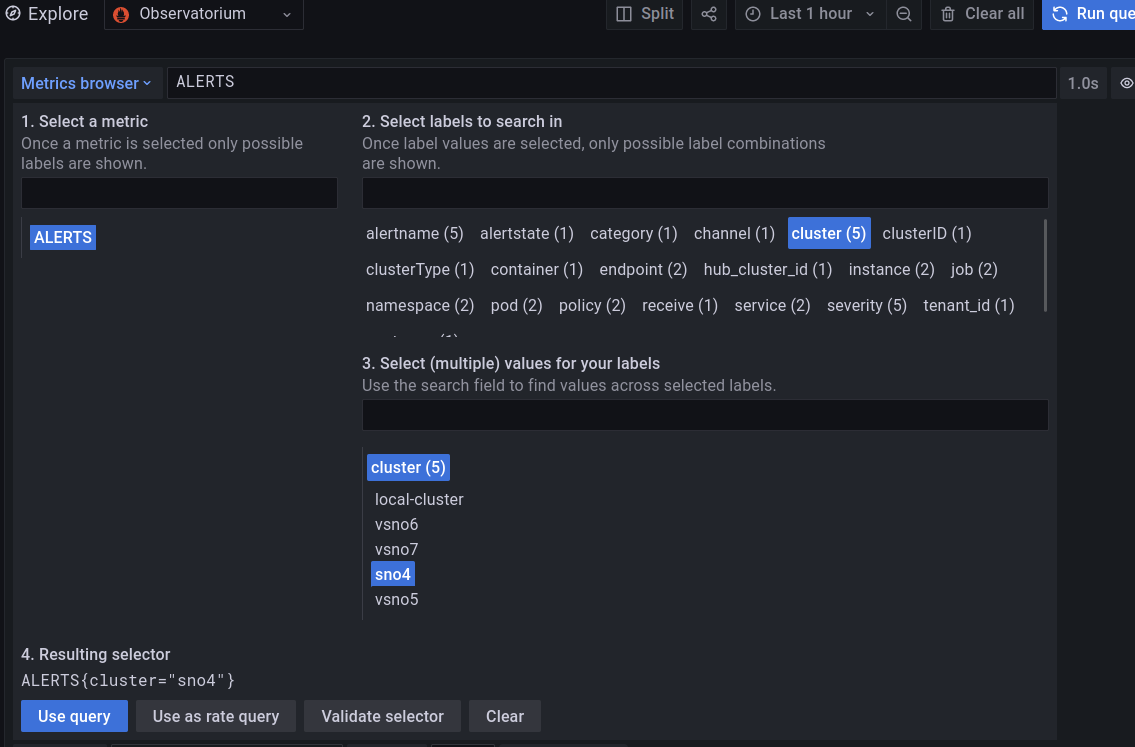 Explore
Observatorium
Split
Last 1 hour
Clear all
Run que
Metrics browser
ALERTS
1.0s
1. Select a metric
Once a metric is selected only possible
labels are shown.
ALERTS
2. Select labels to search in
Once label values are selected, only possible label combinations
are shown.
alertname (5) alertstate (1) category (1) channel (1) cluster (5) clusterID (1)
clusterType (1) container (1) endpoint (2) hub_cluster_id (1) instance (2) job (2)
namespace (2) pod (2) policy (2) receive (1) service (2) severity (5) tenant_id (1)
3. Select (multiple) values for your labels
Use the search field to find values across selected labels.
cluster (5)
local-cluster
vsno6
vsno7
sno4
vsno5
4. Resulting selector
ALERTS{cluster="sno4"}
Use query
Use as rate query
Validate selector
Clear